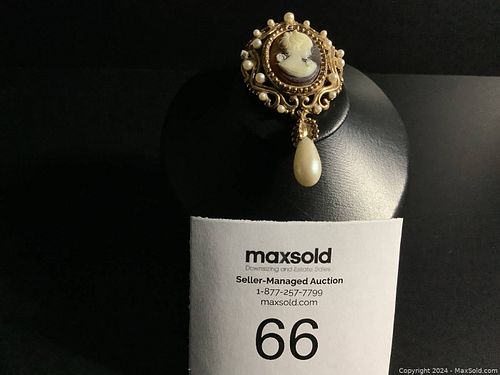 maxsold
Downsizing and Estate Sales
Seller-Managed Auction
1-877-257-7799
maxsold.com
66
Copyright 2024 - MaxSold.com